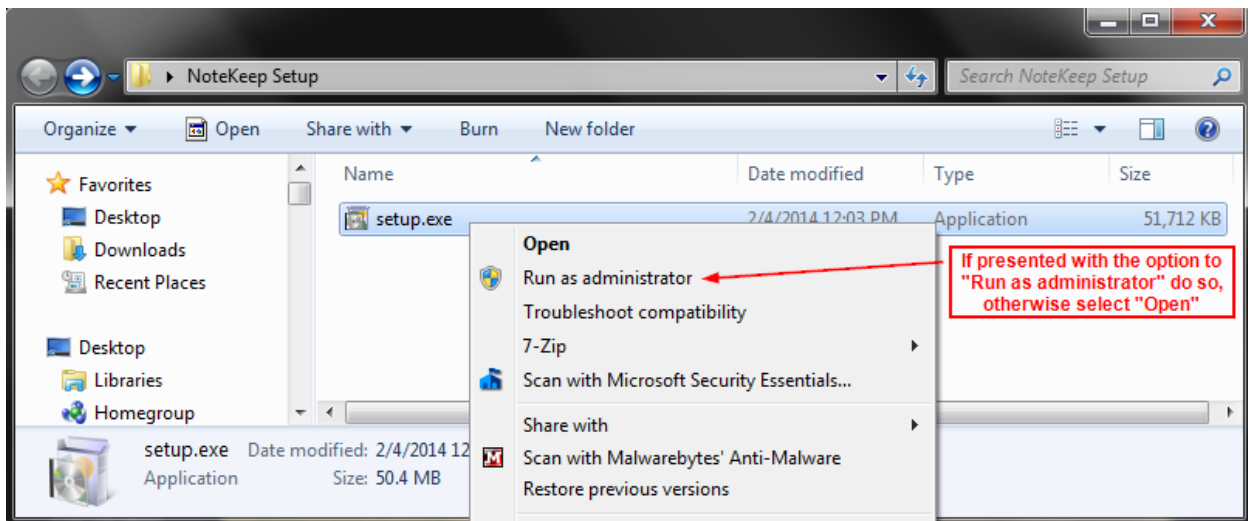 NoteKeep Setup
Search NoteKeep Setup
Organize Open Share with Burn New folder
Name Date modified Type Size
Favorites
Desktop
Downloads
Recent Places
Desktop
Libraries
Homegroup
setup.exe 2/4/2014 12:03 PM Application 51,712 KB
Open
Run as administrator
Troubleshoot compatibility
7-Zip
Scan with Microsoft Security Essentials...
Share with
Scan with Malwarebytes' Anti-Malware
Restore previous versions
If presented with the option to
"Run as administrator" do so,
otherwise select "Open"
setup.exe Date modified: 2/4/2014 12
Application Size: 50.4 MB